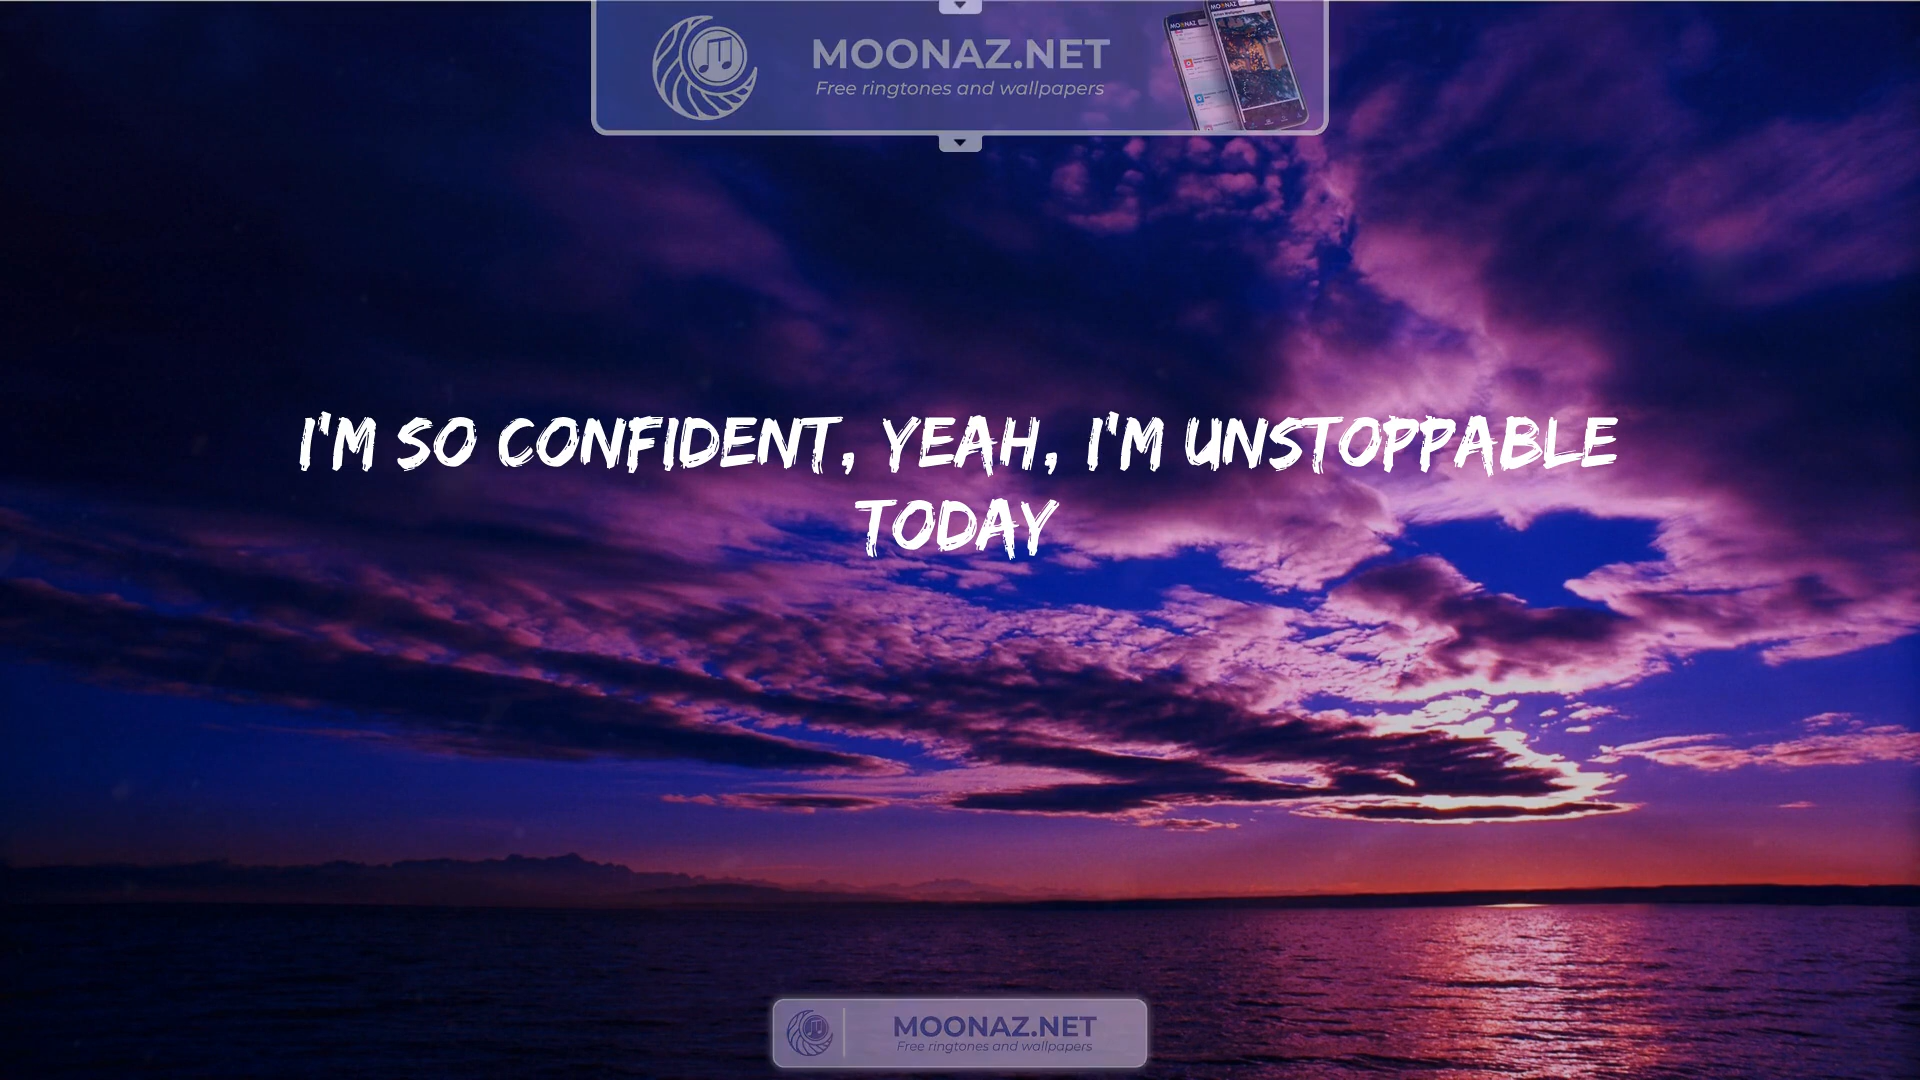 MOONAZ.NET
Free ringtones and wallpapers
I'M SO CONFIDENT, YEAH, I'M UNSTOPPABLE
TODAY
MOONAZ.NET
Free ringtones and wallpapers